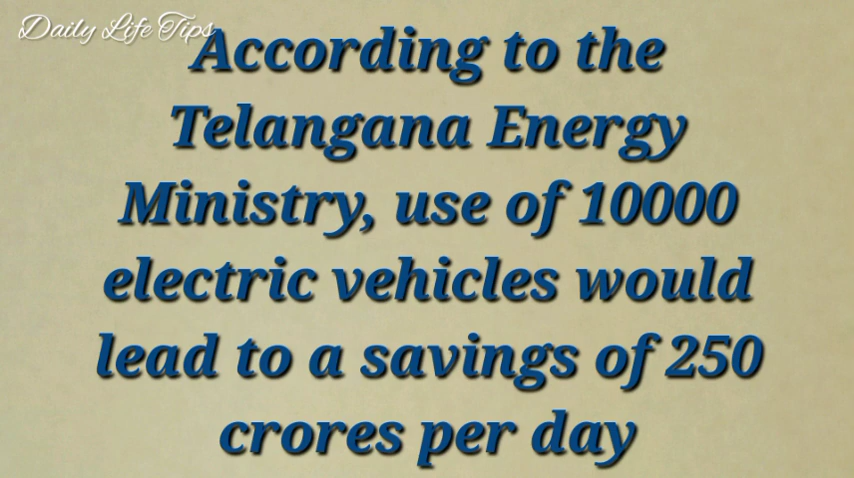 Daily Life Tips
According to the
Telangana Energy
Ministry, use of 10000
electric vehicles would
lead to a savings of 250
crores per day